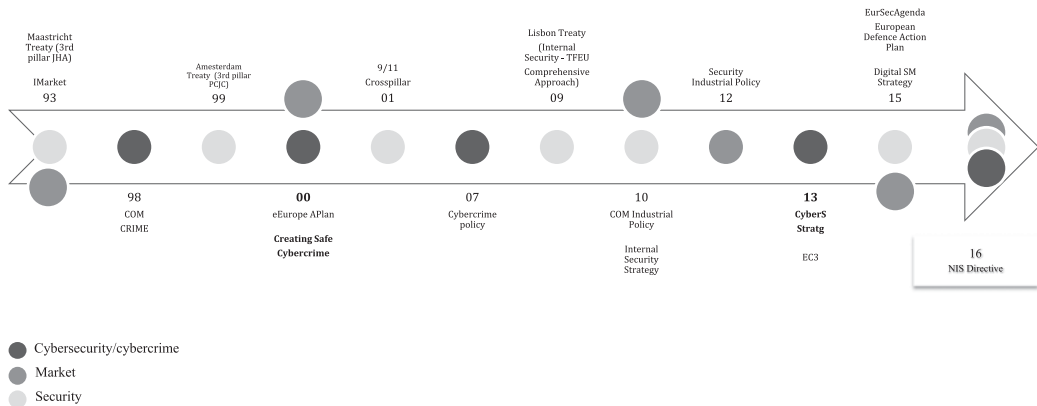 Maastricht
Treaty (3rd
pillar JHA)
IMarket
93
Amesterdam
Treaty (3rd pillar
PCJC)
99
9/11
Crosspillar
01
Lisbon Treaty
(Internal
Security - TFEU
Comprehensive
Approach)
09
Security
Industrial Policy
12
EurSecAgenda
European
Defence Action
Plan
Digital SM
Strategy
15
98
COM
CRIME
00
eEurope APlan
Creating Safe
Cybercrime
07
Cybercrime
policy
10
COM Industrial
Policy
Internal
Security
Strategy
13
CyberS
Stratg
EC3
16
NIS Directive
Cybersecurity/cybercrime
Market
Security